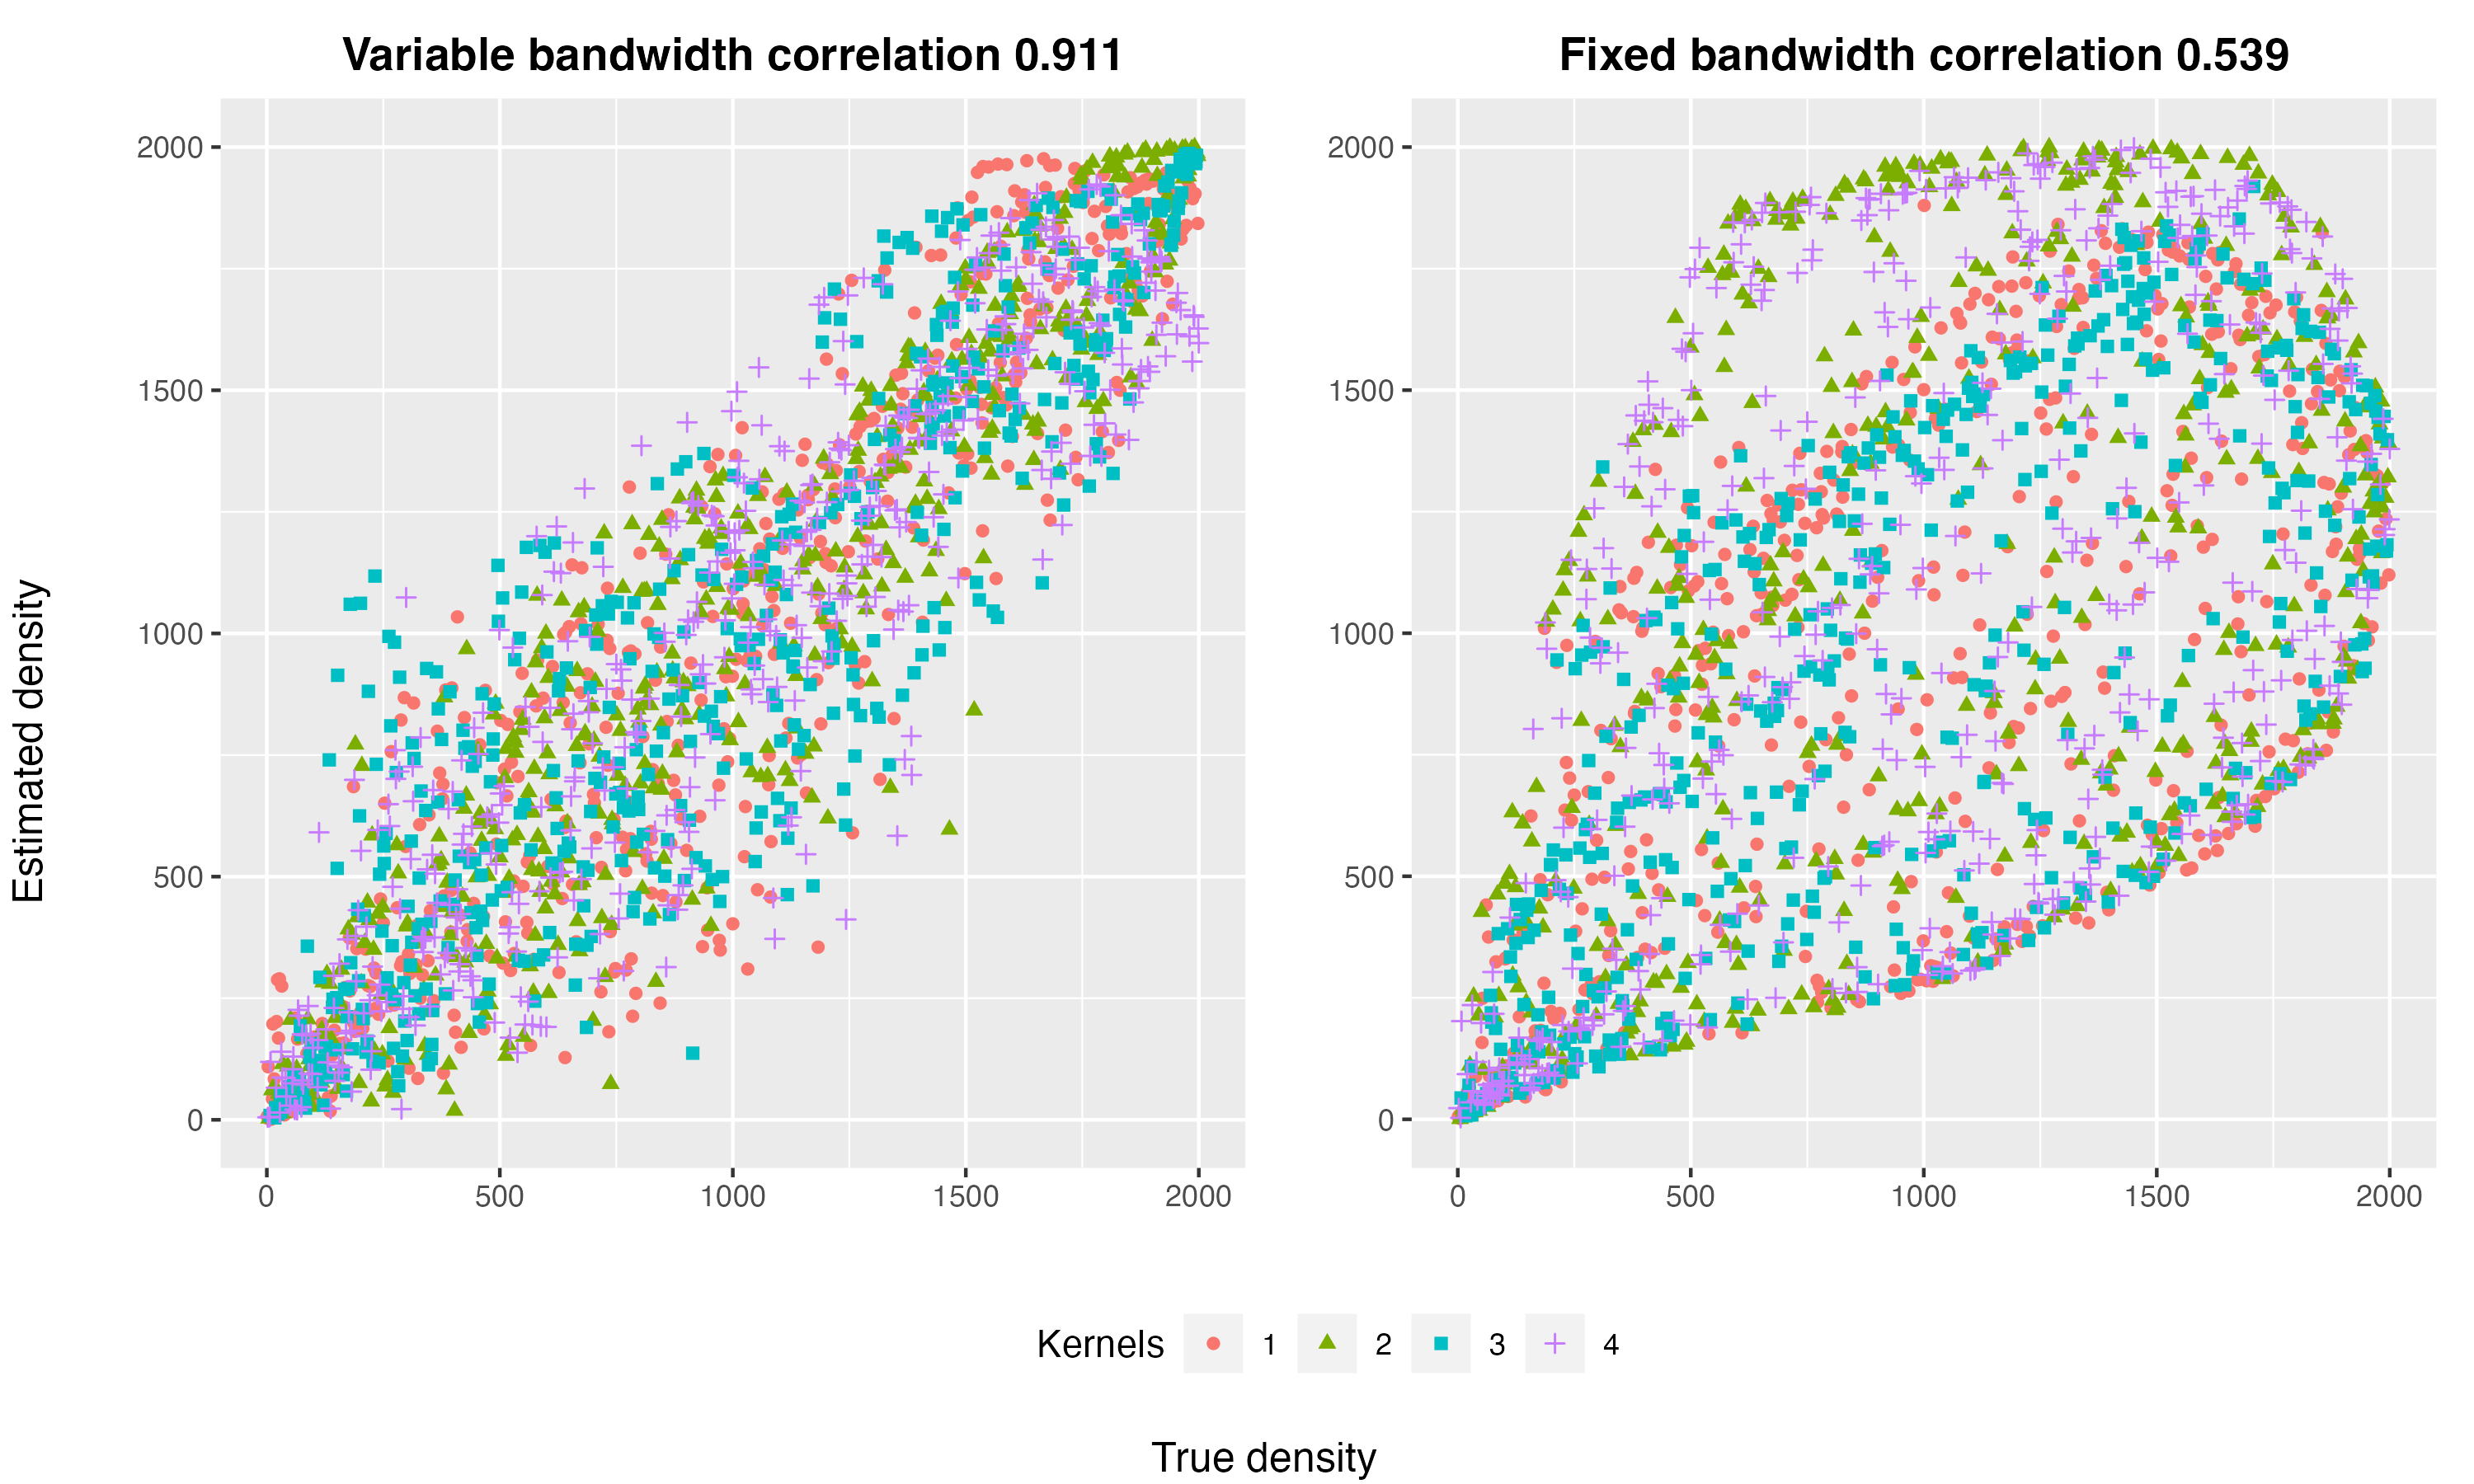 Variable bandwidth correlation 0.911
Fixed bandwidth correlation 0.539
Estimated density
2000
1500
1000
500
0
0 500 1000 1500 2000
2000
1500
1000
500
0
0 500 1000 1500 2000
Kernels 1 2 3 4
True density